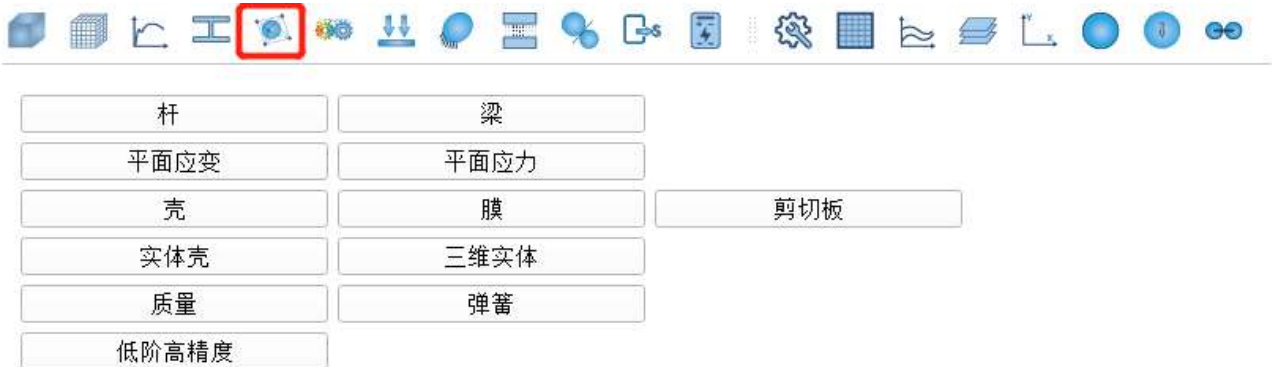 杆 梁
平面应变 平面应力
壳 膜 剪切板
实体壳 三维实体
质量 弹簧
低阶高精度